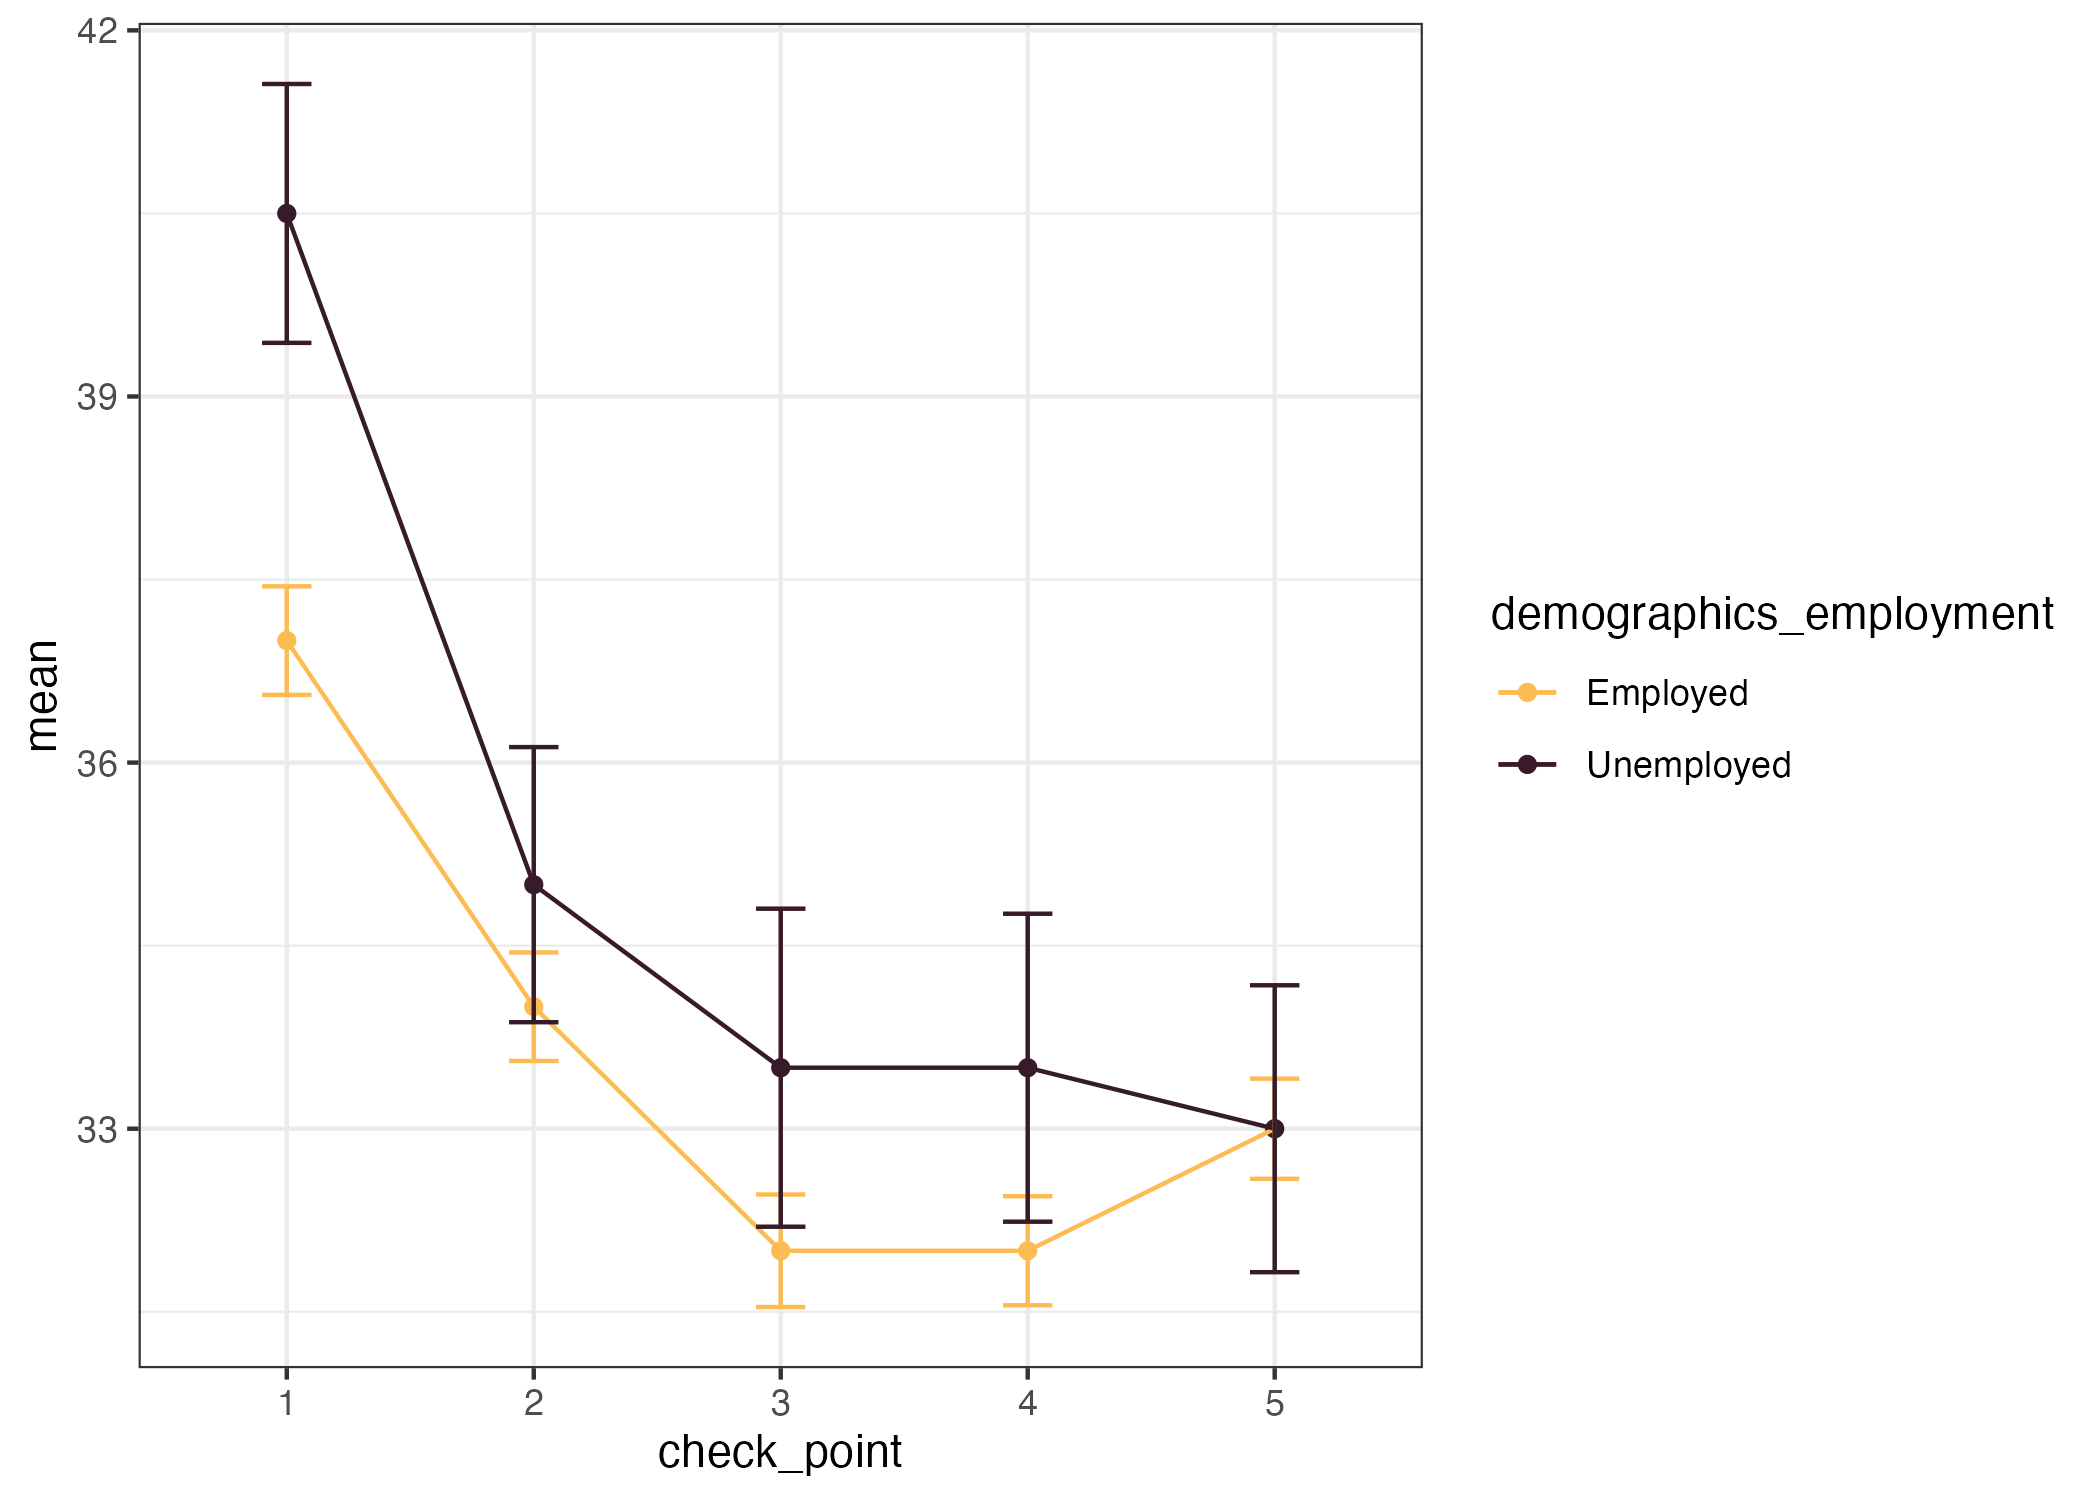 42
39
36
33
mean
1 2 3 4 5
check_point
demographics_employment
Employed
Unemployed